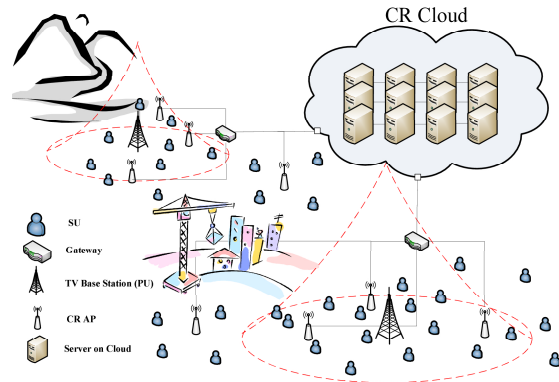 CR Cloud
SU
Gateway
TV Base Station (PU)
CR AP
Server on Cloud